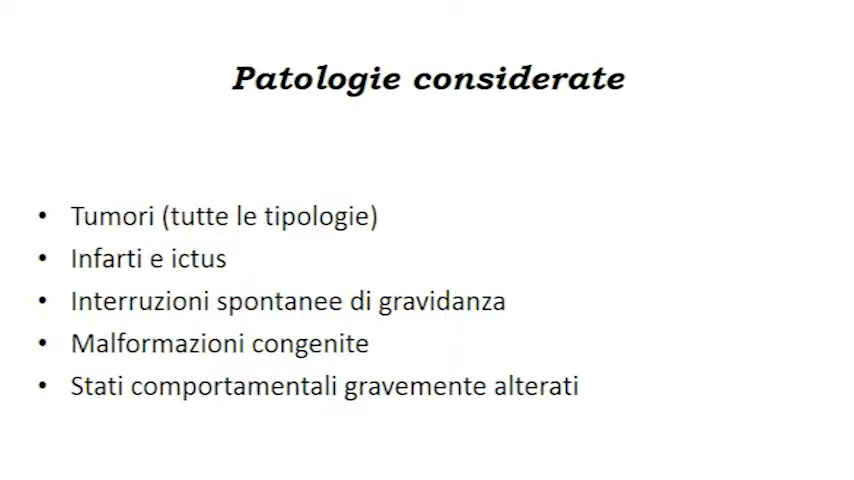 Patologie considerate
• Tumori (tutte le tipologie)
• Infarti e ictus
• Interruzioni spontanee di gravidanza
• Malformazioni congenite
• Stati comportamentali gravemente alterati